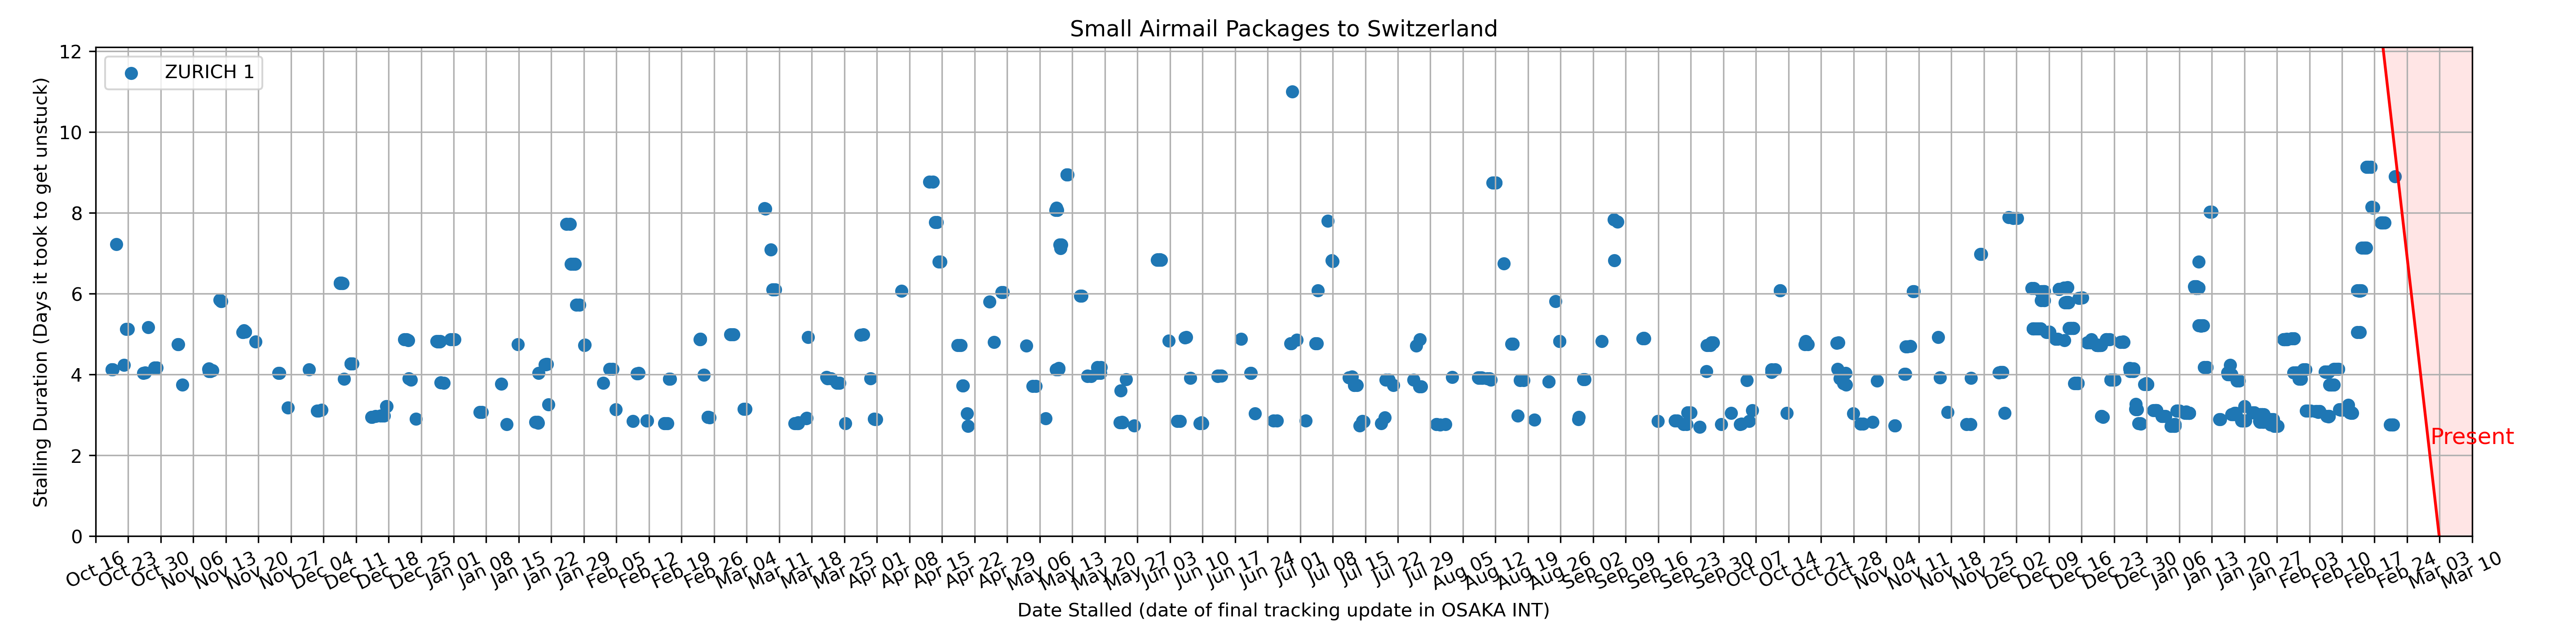 Small Airmail Packages to Switzerland
ZURICH 1
Stalling Duration (Days it took to get unstuck)
12
10
8
6
4
2
0
Present
Oct 16 Oct 23 Oct 30 Nov 06 Nov 13 Nov 20 Nov 27 Dec 04 Dec 11 Dec 18 Dec 25 Jan 01 Jan 08 Jan 15 Jan 22 Jan 29 Feb 05 Feb 12 Feb 19 Feb 26 Mar 04 Mar 11 Mar 18 Mar 25 Apr 01 Apr 08 Apr 15 Apr 22 Apr 29 May 06 May 13 May 20 May 27 Jun 03 Jun 10 Jun 17 Jun 24 Jul 01 Jul 08 Jul 15 Jul 22 Jul 29 Aug 05 Aug 12 Aug 19 Aug 26 Sep 02 Sep 09 Sep 16 Sep 23 Sep 30 Oct 07 Oct 14 Oct 21 Oct 28 Nov 04 Nov 11 Nov 18 Nov 25 Dec 02 Dec 09 Dec 16 Dec 23 Dec 30 Jan 06 Jan 13 Jan 20 Jan 27 Feb 03 Feb 10 Feb 17 Feb 24 Mar 03 Mar 10
Date Stalled (date of final tracking update in OSAKA INT)